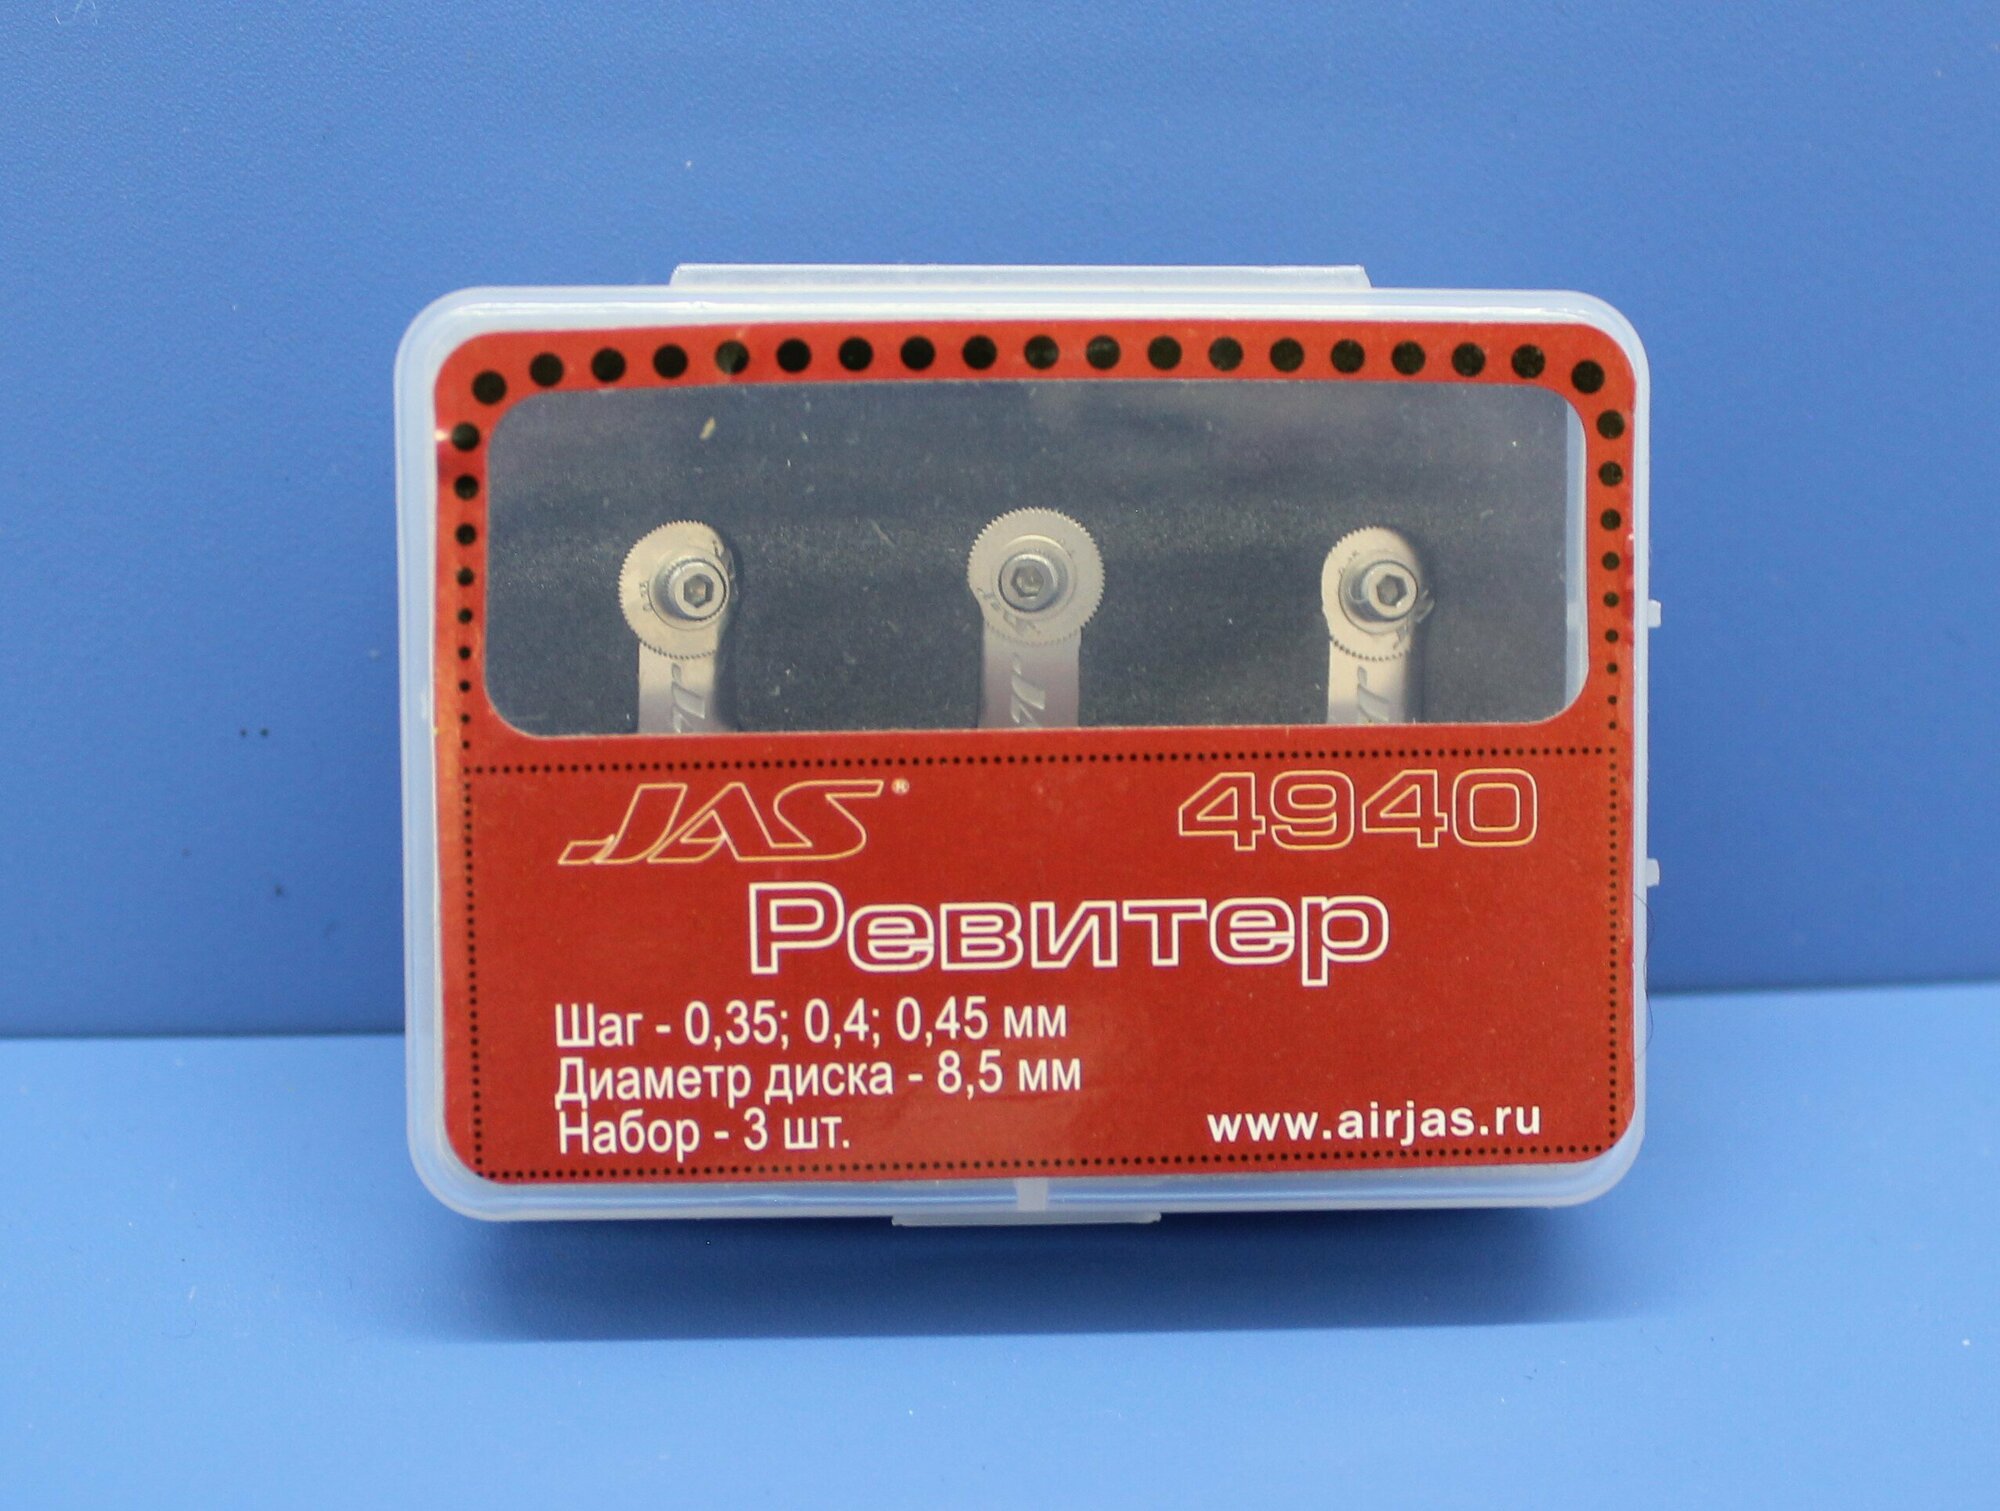 JAS® 4940
Ревитер
Шаг - 0,35; 0,4; 0,45 мм
Диаметр диска - 8,5 мм
Набор - 3 шт.
www.airjas.ru